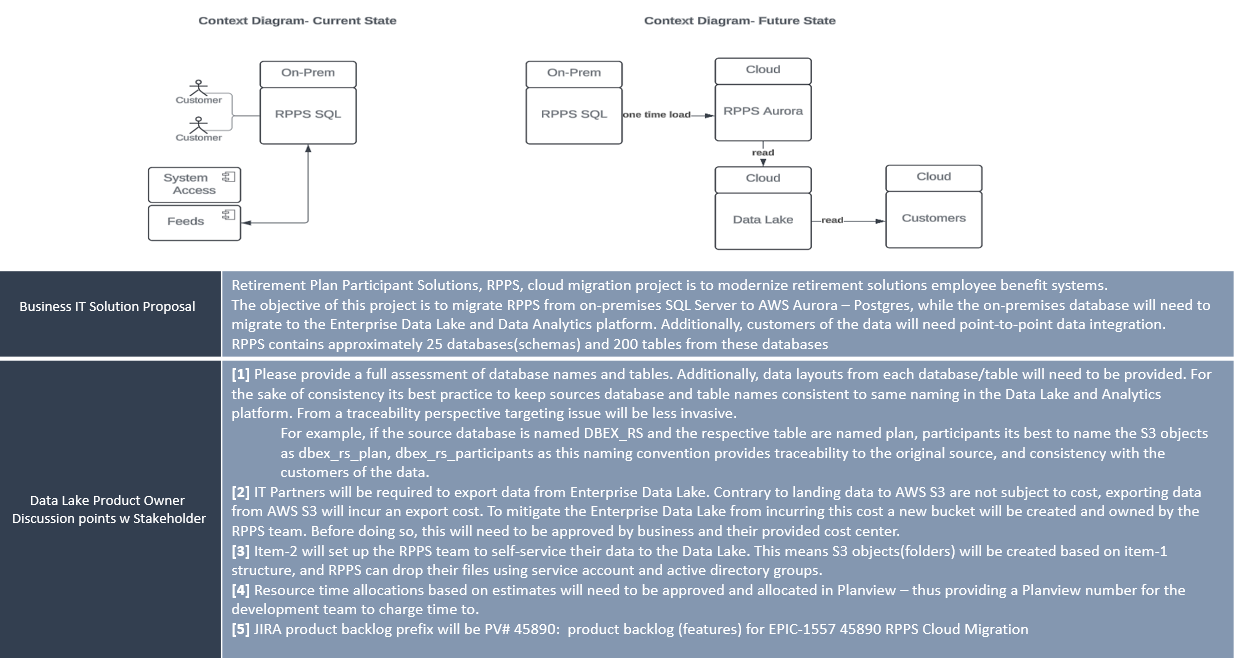 Context Diagram- Current State
On-Prem
RPPS SQL
Customer
Customer
System
Access
Feeds
Context Diagram- Future State
On-Prem
RPPS SQL
one time load
Cloud
RPPS Aurora
read
Cloud
Data Lake
read
Cloud
Customers
Business IT Solution Proposal
Retirement Plan Participant Solutions, RPPS, cloud migration project is to modernize retirement solutions employee benefit systems.
The objective of this project is to migrate RPPS from on-premises SQL Server to AWS Aurora – Postgres, while the on-premises database will need to
migrate to the Enterprise Data Lake and Data Analytics platform. Additionally, customers of the data will need point-to-point data integration.
RPPS contains approximately 25 databases(schemas) and 200 tables from these databases
Data Lake Product Owner
Discussion points w Stakeholder
[1] Please provide a full assessment of database names and tables. Additionally, data layouts from each database/table will need to be provided. For
the sake of consistency its best practice to keep sources database and table names consistent to same naming in the Data Lake and Analytics
platform. From a traceability perspective targeting issue will be less invasive.
For example, if the source database is named DBEX_RS and the respective table are named plan, participants its best to name the S3 objects
as dbex_rs_plan, dbex_rs_participants as this naming convention provides traceability to the original source, and consistency with the
customers of the data.
[2] IT Partners will be required to export data from Enterprise Data Lake. Contrary to landing data to AWS S3 are not subject to cost, exporting data
from AWS S3 will incur an export cost. To mitigate the Enterprise Data Lake from incurring this cost a new bucket will be created and owned by the
RPPS team. Before doing so, this will need to be approved by business and their provided cost center.
[3] Item-2 will set up the RPPS team to self-service their data to the Data Lake. This means S3 objects(folders) will be created based on item-1
structure, and RPPS can drop their files using service account and active directory groups.
[4] Resource time allocations based on estimates will need to be approved and allocated in Planview – thus providing a Planview number for the
development team to charge time to.
[5] JIRA product backlog prefix will be PV# 45890:  product backlog (features) for EPIC-1557 45890 RPPS Cloud Migration